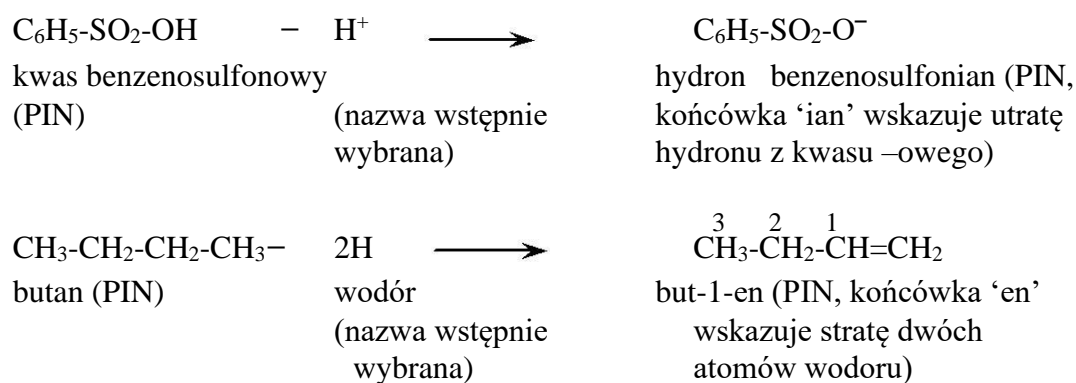 C₆H₅-SO₂-OH – H⁺ ⟶ C₆H₅-SO₂-O⁻
kwas benzenosulfonowy hydron benzenosulfonian (PIN,
(PIN) (nazwa wstępnie końcówka ‘ian’ wskazuje utratę
wybrana) hydronu z kwasu –owego)
3 2 1
CH₃-CH₂-CH₂-CH₃– 2H ⟶ CH₃-CH₂-CH=CH₂
butan (PIN) wodór but-1-en (PIN, końcówka ‘en’
(nazwa wstępnie wskazuje stratę dwóch
wybrana) atomów wodoru)